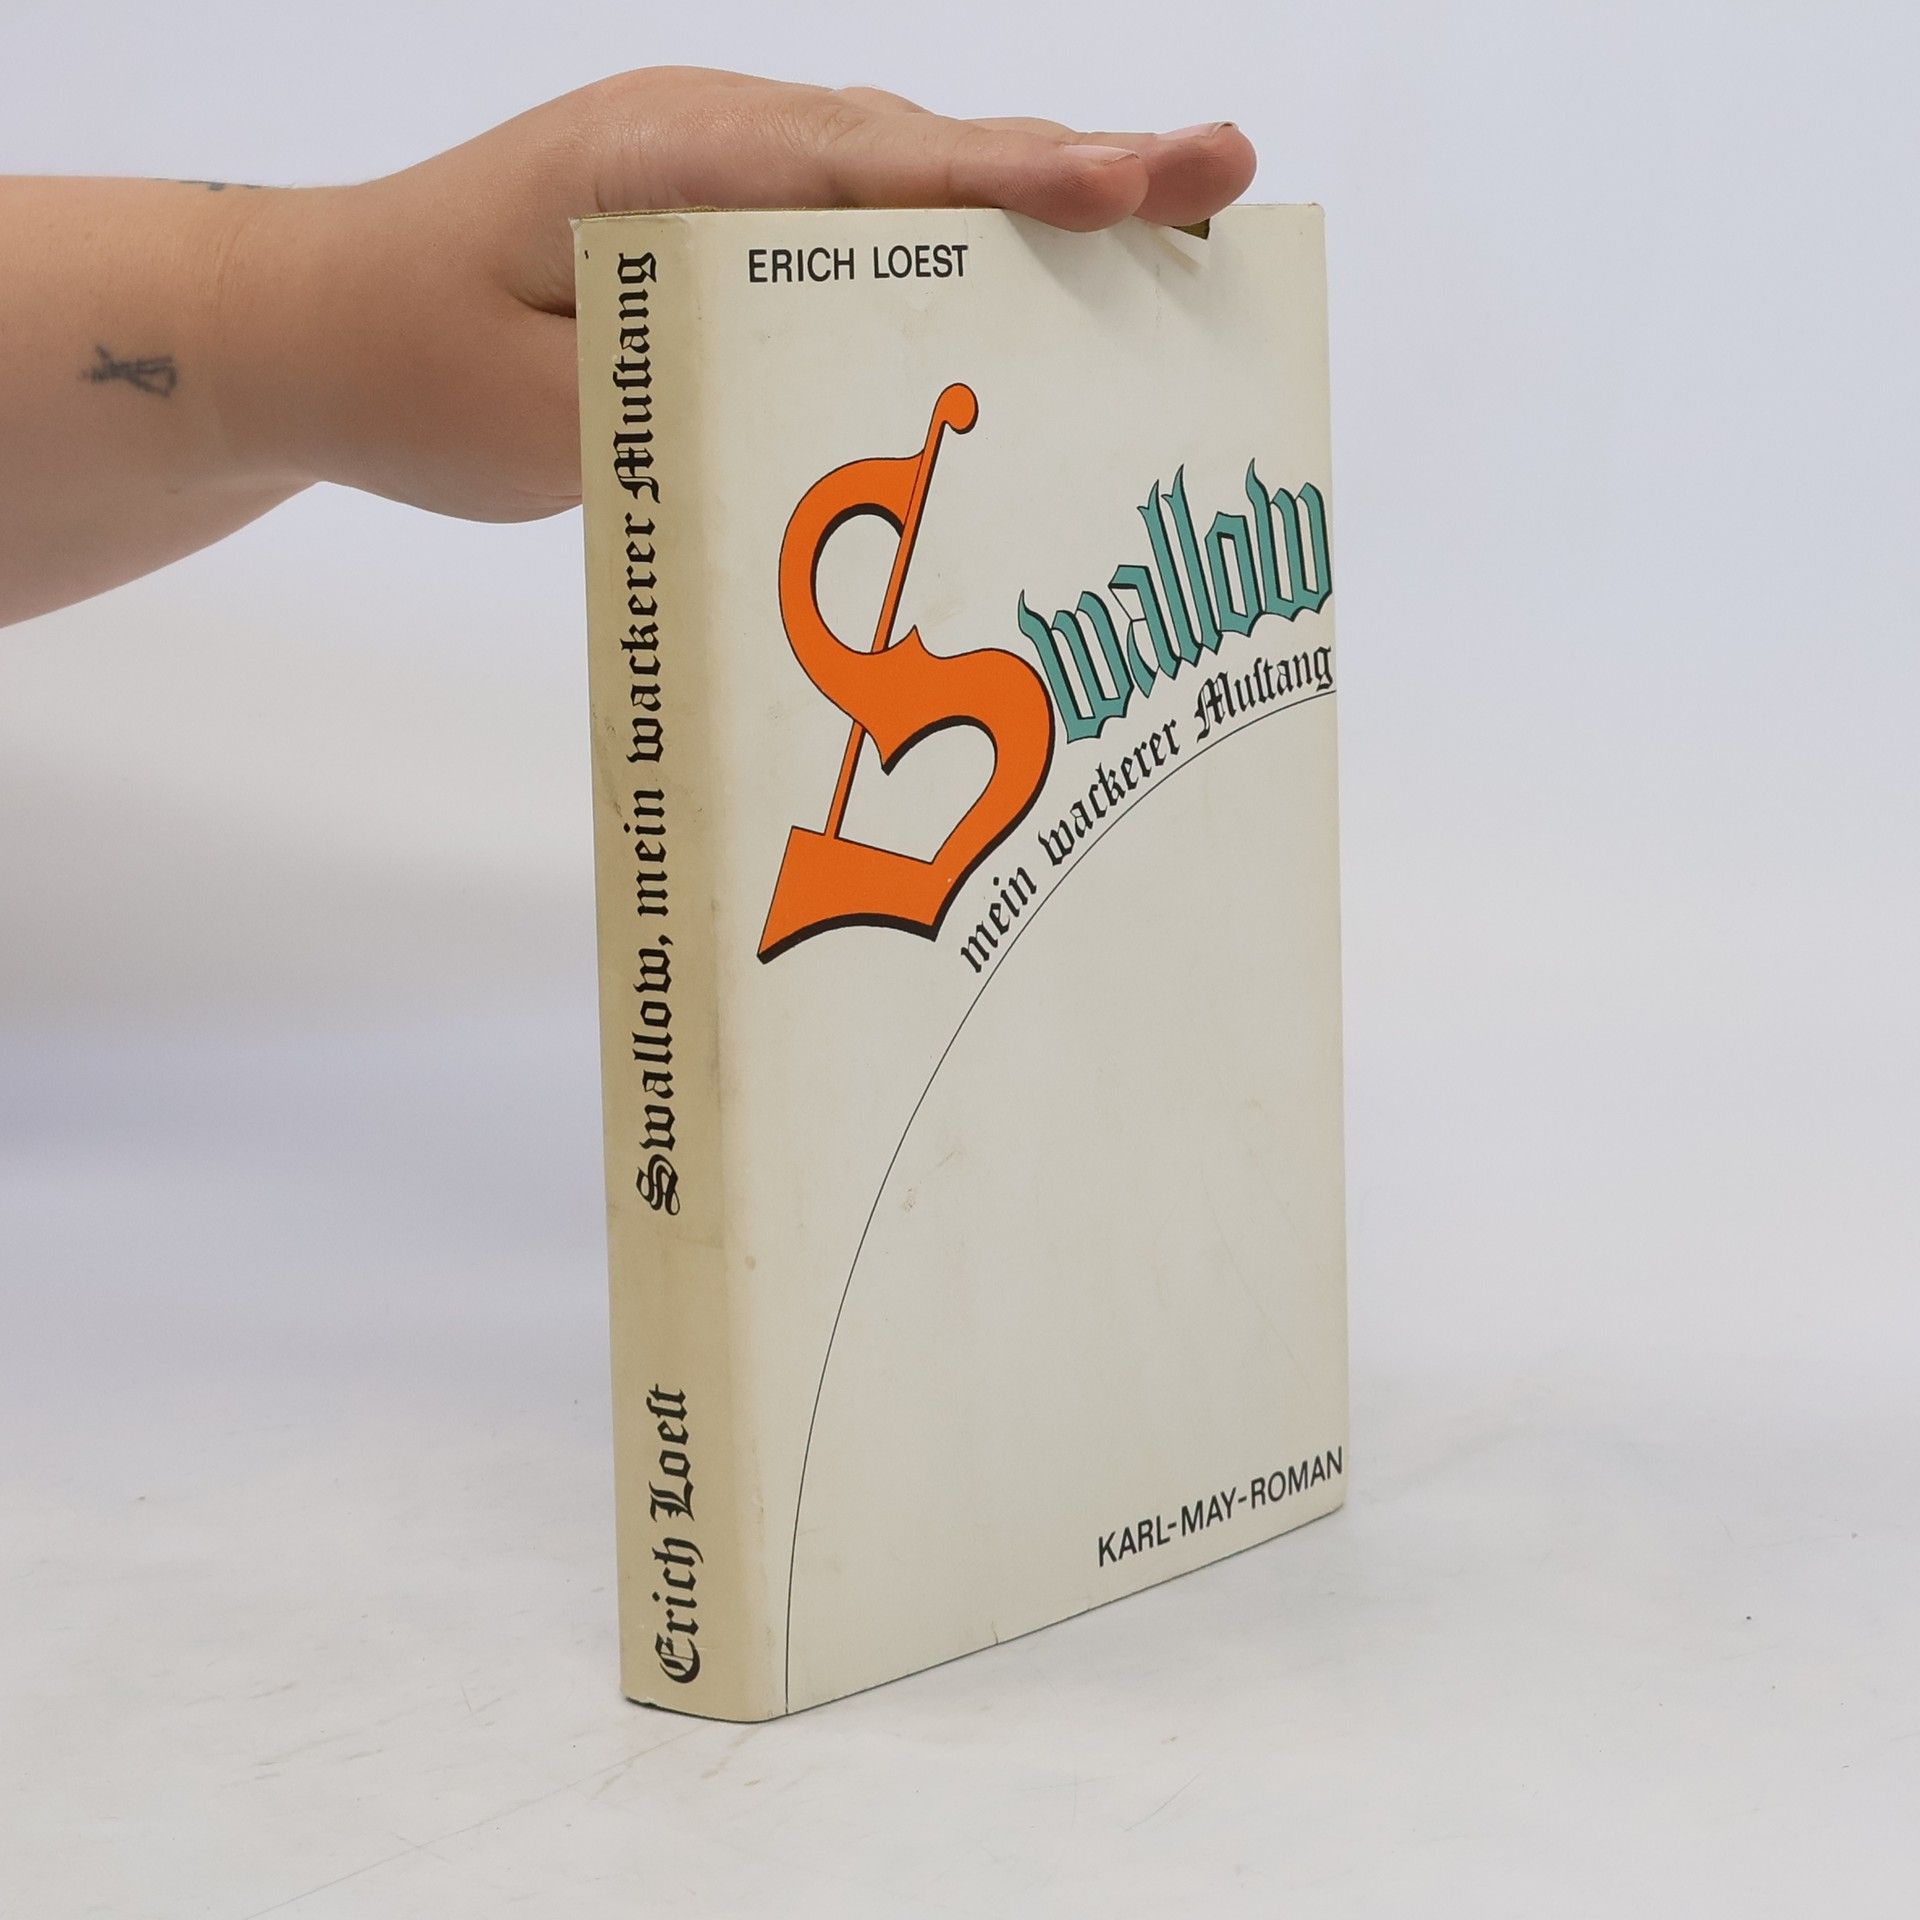 ERICH LOEST
Swallow
mein wackerer Muſtang
KARL-MAY-ROMAN
Erich Loeſt
Swallow, mein wackerer Muſtang